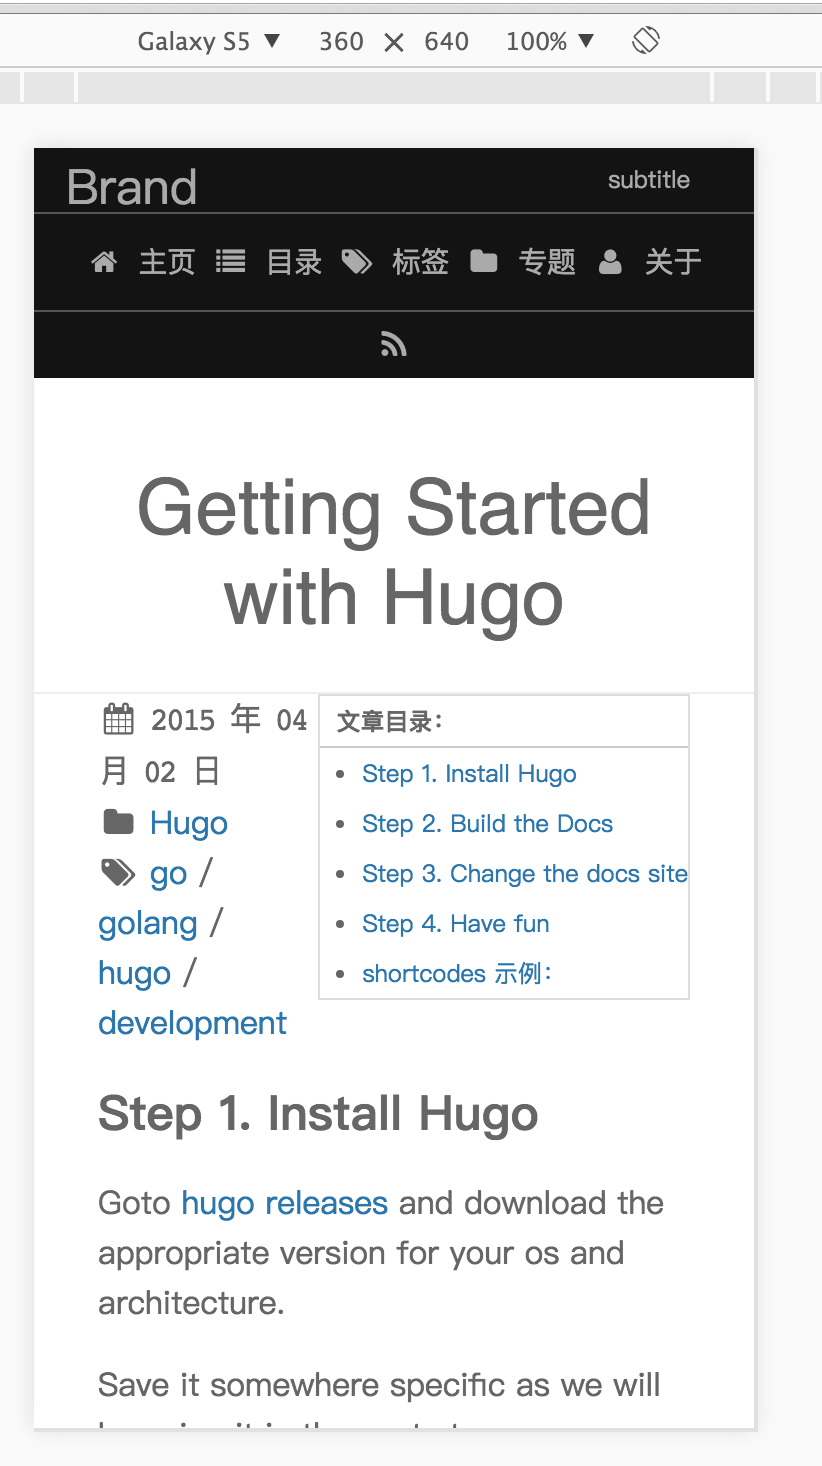 Galaxy S5 ▼ 360 × 640 100% ▼
Brand subtitle
主页 目录 标签 专题 关于
Getting Started
with Hugo
2015 年 04
月 02 日
Hugo
go /
golang /
hugo /
development
文章目录：
• Step 1. Install Hugo
• Step 2. Build the Docs
• Step 3. Change the docs site
• Step 4. Have fun
• shortcodes 示例：
Step 1. Install Hugo
Goto hugo releases and download the
appropriate version for your os and
architecture.
Save it somewhere specific as we will